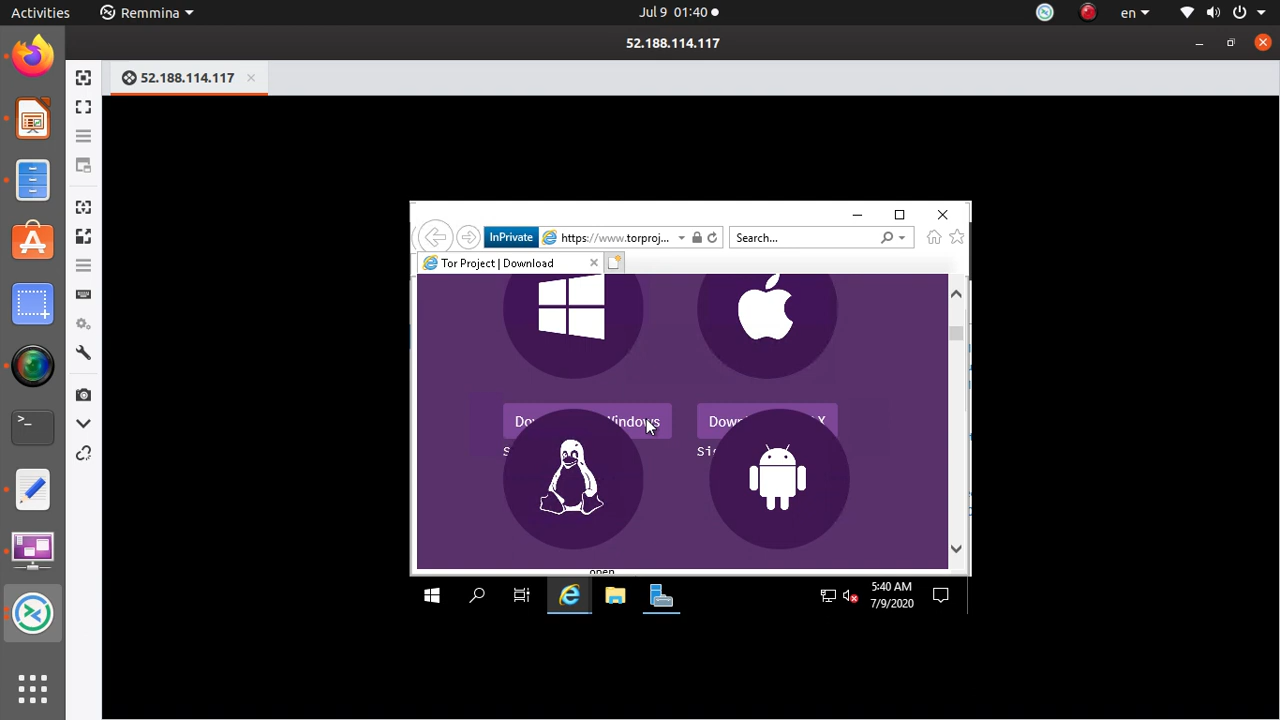 Activities
Remmina
Jul 9 01:40
en
52.188.114.117
52.188.114.117
InPrivate
https://www.torproj...
Search...
Tor Project | Download
Windows
X
open
5:40 AM
7/9/2020